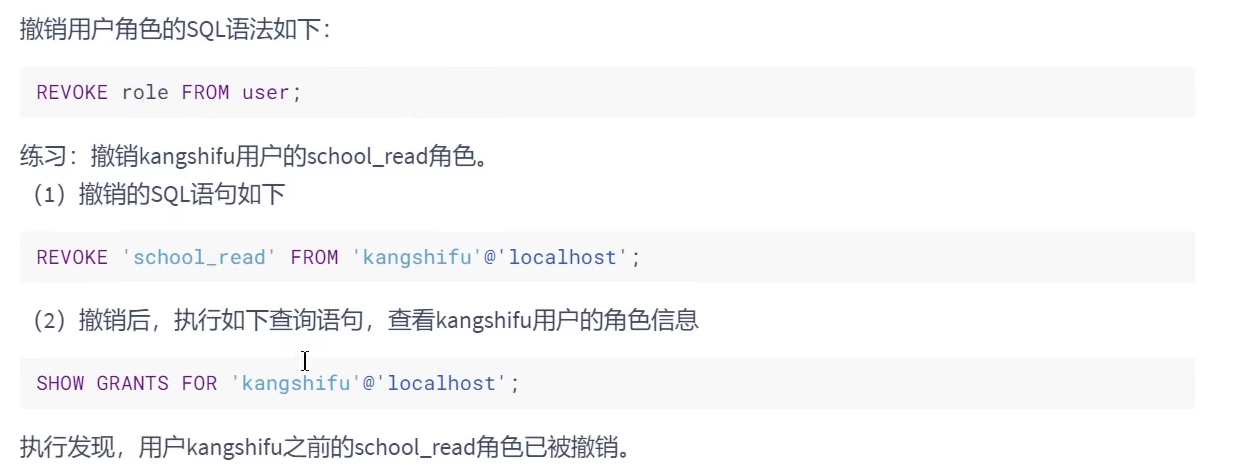 撤销用户角色的SQL语法如下：
REVOKE role FROM user;
练习：撤销kangshifu用户的school_read角色。
（1）撤销的SQL语句如下
REVOKE 'school_read' FROM 'kangshifu'@'localhost';
（2）撤销后，执行如下查询语句，查看kangshifu用户的角色信息
SHOW GRANTS FOR 'kangshifu'@'localhost';
执行发现，用户kangshifu之前的school_read角色已被撤销。